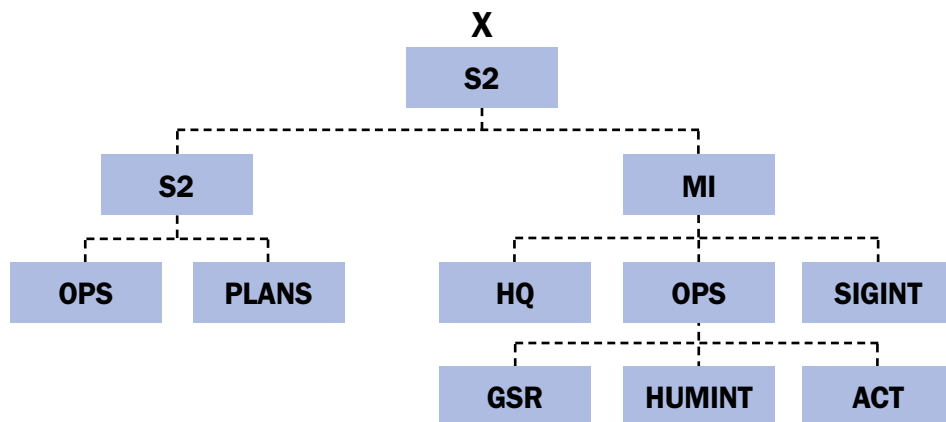 X
S2
S2
MI
OPS
PLANS
HQ
OPS
SIGINT
GSR
HUMINT
ACT